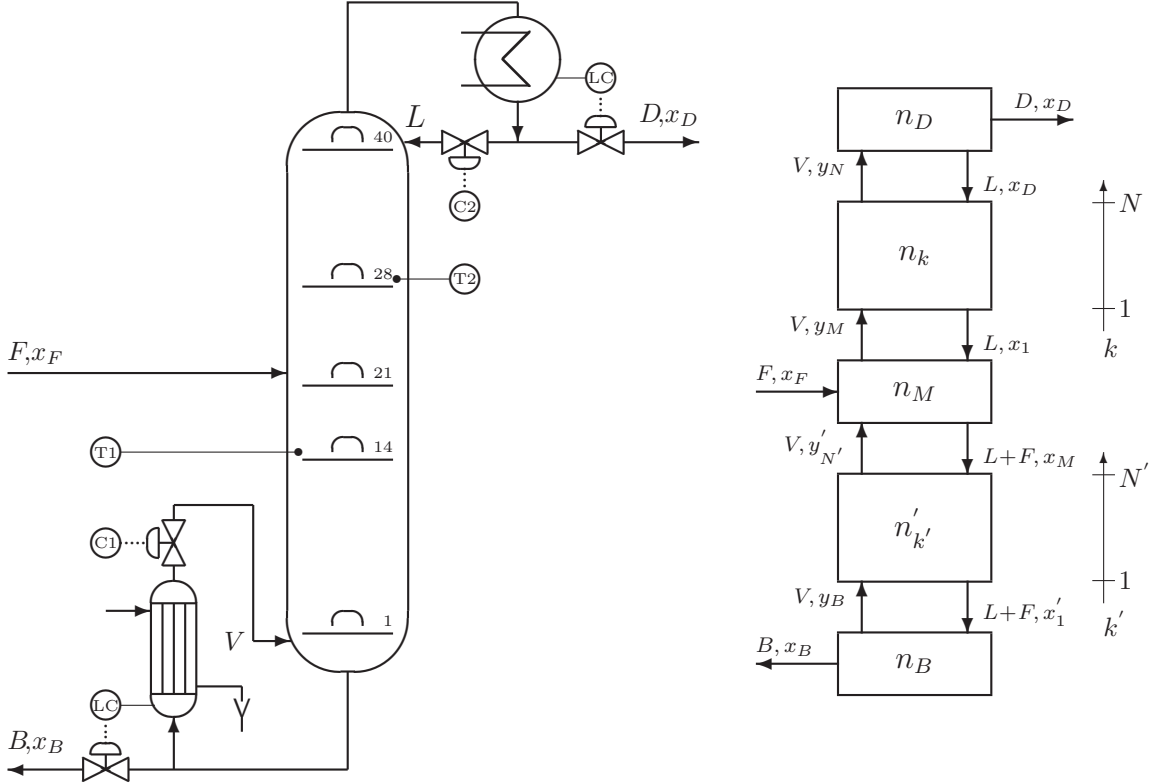 LC
L
D,x_D
40
C2
28
T2
F,x_F
21
14
T1
C1
1
V
LC
B,x_B
n_D
D, x_D
V, y_N
L, x_D
N
n_k
1
V, y_M
L, x_1
k
F, x_F
n_M
V, y'_{N'}
L+F, x_M
N'
n'_{k'}
1
V, y_B
L+F, x'_1
k'
B, x_B
n_B